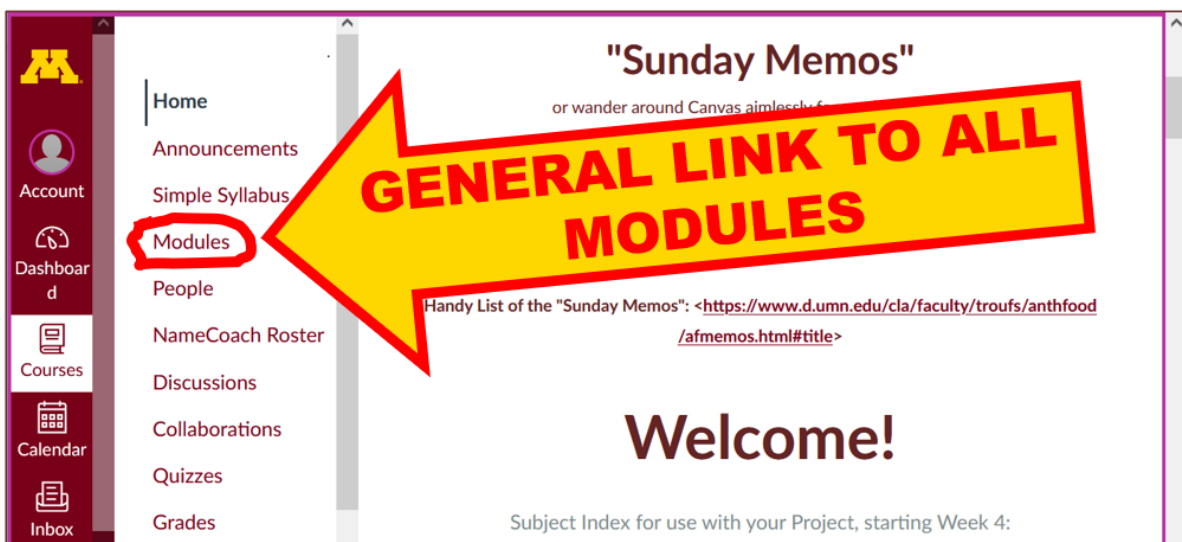 M
Account
Dashboar
d
Courses
Calendar
Inbox
Home
Announcements
Simple Syllabus
Modules
People
NameCoach Roster
Discussions
Collaborations
Quizzes
Grades
"Sunday Memos"
or wander around Canvas aimlessly
GENERAL LINK TO ALL
MODULES
Handy List of the "Sunday Memos": <https://www.d.umn.edu/cla/faculty/troufs/anthfood
/afmemos.html#title>
Welcome!
Subject Index for use with your Project, starting Week 4: